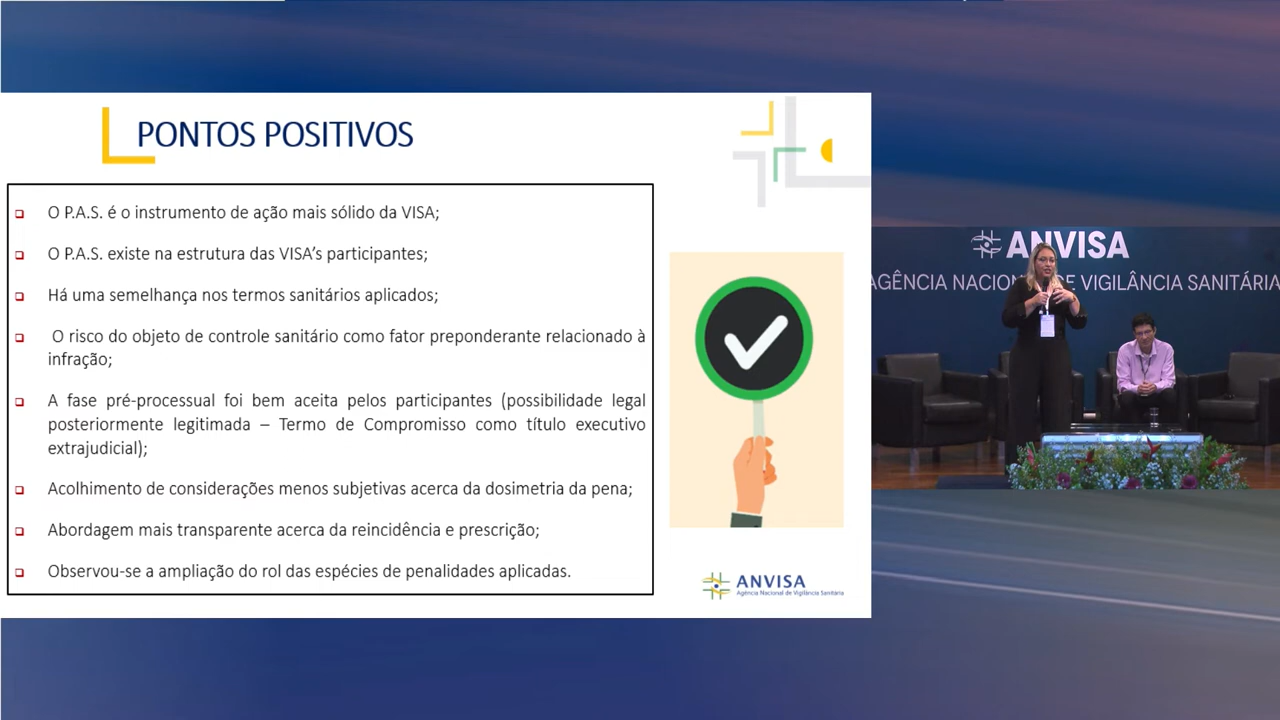 PONTOS POSITIVOS
O P.A.S. é o instrumento de ação mais sólido da VISA;
O P.A.S. existe na estrutura das VISA’s participantes;
Há uma semelhança nos termos sanitários aplicados;
O risco do objeto de controle sanitário como fator preponderante relacionado à
infração;
A fase pré-processual foi bem aceita pelos participantes (possibilidade legal
posteriormente legitimada – Termo de Compromisso como título executivo
extrajudicial);
Acolhimento de considerações menos subjetivas acerca da dosimetria da pena;
Abordagem mais transparente acerca da reincidência e prescrição;
Observou-se a ampliação do rol das espécies de penalidades aplicadas.
ANVISA
Agência Nacional de Vigilância Sanitária
ANVISA
AGÊNCIA NACIONAL DE VIGILÂNCIA SANITÁRIA